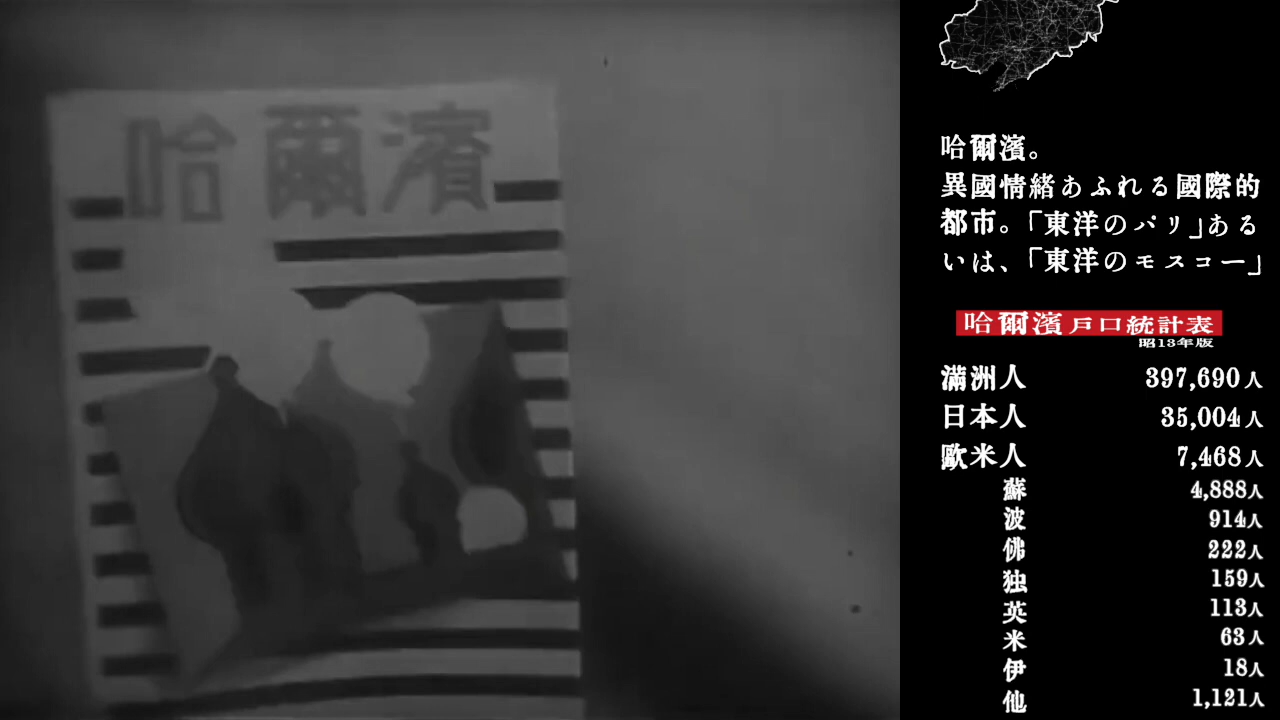 哈爾濱
哈爾濱。
異國情緒あふれる國際的
都市。「東洋のパリ」ある
いは、「東洋のモスコー」
哈爾濱戸口統計表
昭13年版
滿洲人 397,690人
日本人 35,004人
歐米人 7,468人
蘇 4,888人
波 914人
佛 222人
独 159人
英 113人
米 63人
伊 18人
他 1,121人